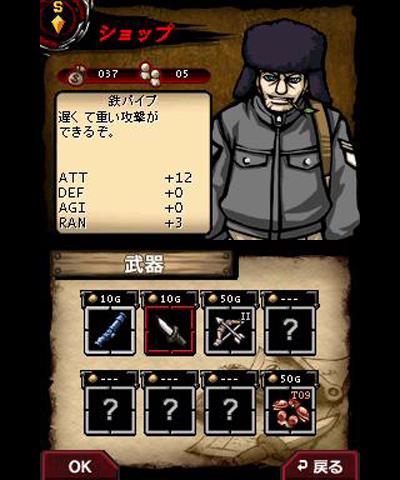 S
ショップ
037
05
鉄パイプ
遅くて重い攻撃が
できるぞ。
ATT +12
DEF +0
AGI +0
RAN +3
武器
10G 10G 50G ---
II ?
--- --- --- 50G
? ? ? T09
OK 戻る